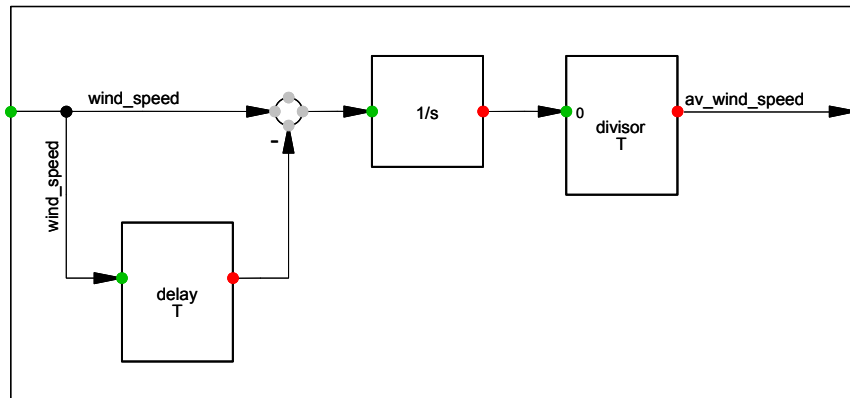 wind_speed
1/s
0
divisor
T
av_wind_speed
-
wind_speed
delay
T